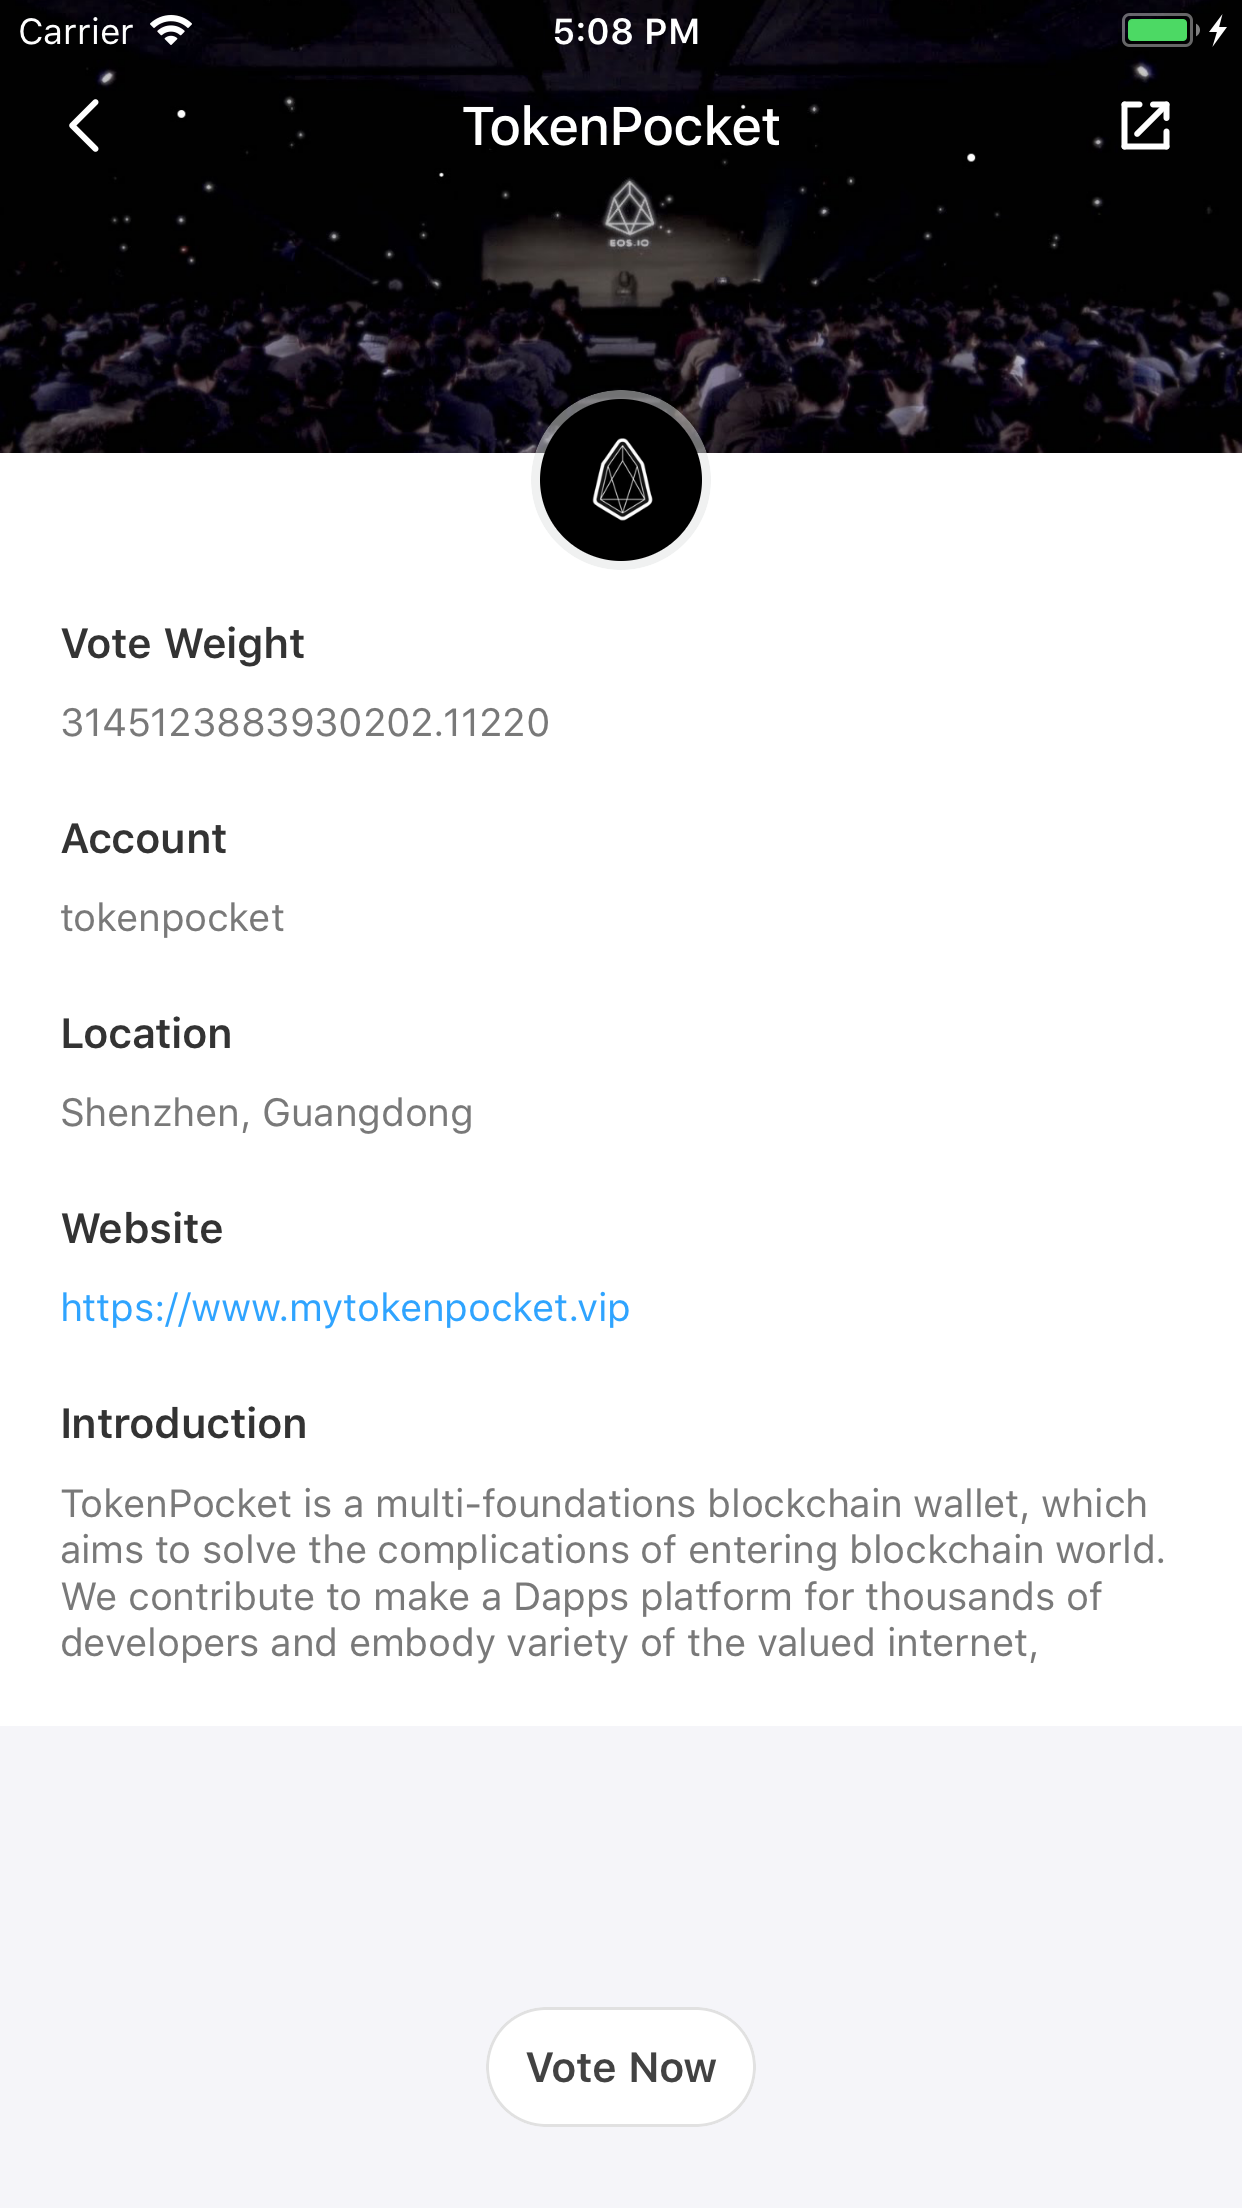 Carrier 5:08 PM
TokenPocket
EOS.IO
Vote Weight
3145123883930202.11220
Account
tokenpocket
Location
Shenzhen, Guangdong
Website
https://www.mytokenpocket.vip
Introduction
TokenPocket is a multi-foundations blockchain wallet, which
aims to solve the complications of entering blockchain world.
We contribute to make a Dapps platform for thousands of
developers and embody variety of the valued internet,
Vote Now